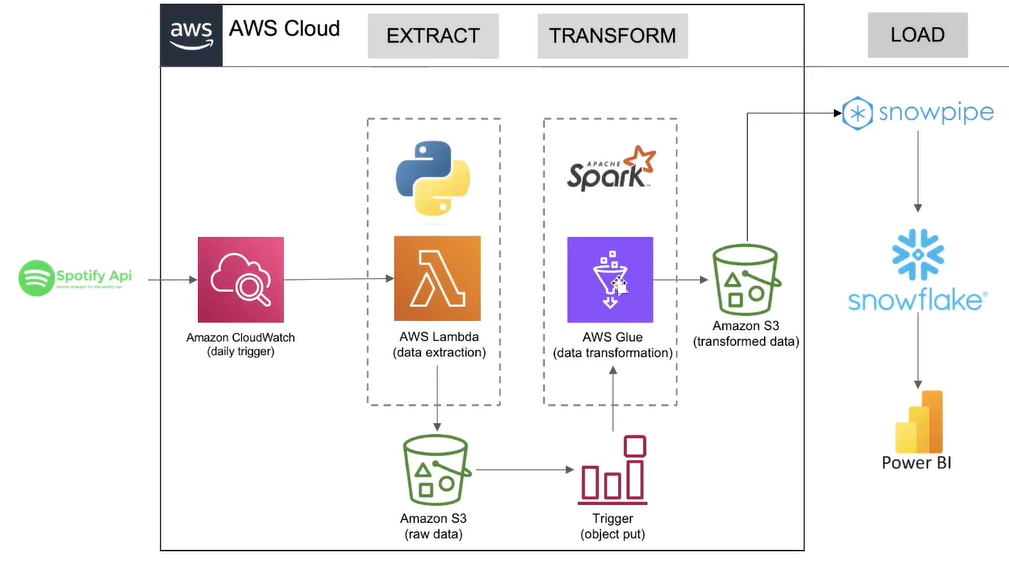 aws
AWS Cloud
EXTRACT
TRANSFORM
LOAD
snowpipe
APACHE
Spark
Spotify Api
Amazon CloudWatch
(daily trigger)
AWS Lambda
(data extraction)
AWS Glue
(data transformation)
Amazon S3
(transformed data)
snowflake®
Power BI
Amazon S3
(raw data)
Trigger
(object put)